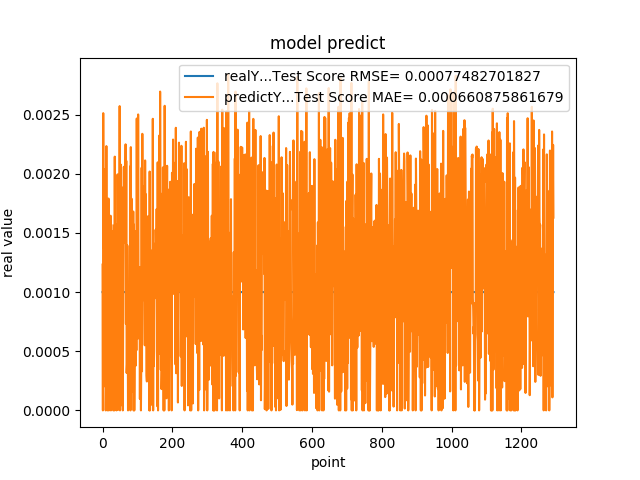 model predict
realY...Test Score RMSE= 0.00077482701827
predictY...Test Score MAE= 0.000660875861679
0.0025
0.0020
0.0015
0.0010
0.0005
0.0000
real value
0 200 400 600 800 1000 1200
point